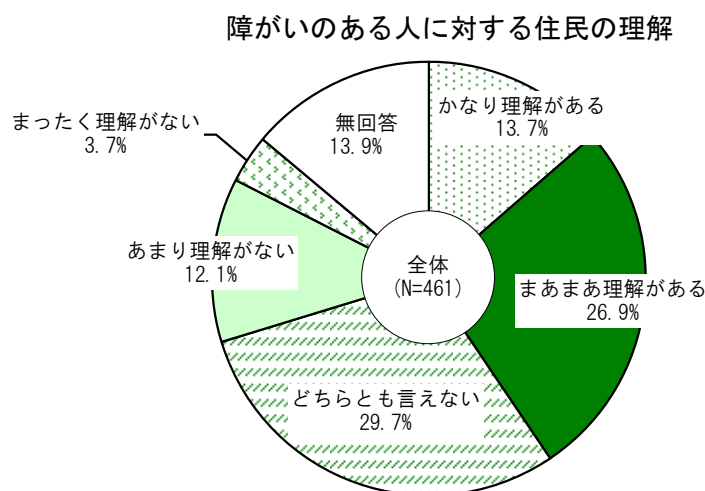 障がいのある人に対する住民の理解
かなり理解がある
13.7%
まあまあ理解がある
26.9%
どちらとも言えない
29.7%
あまり理解がない
12.1%
まったく理解がない
3.7%
無回答
13.9%
全体
(N=461)